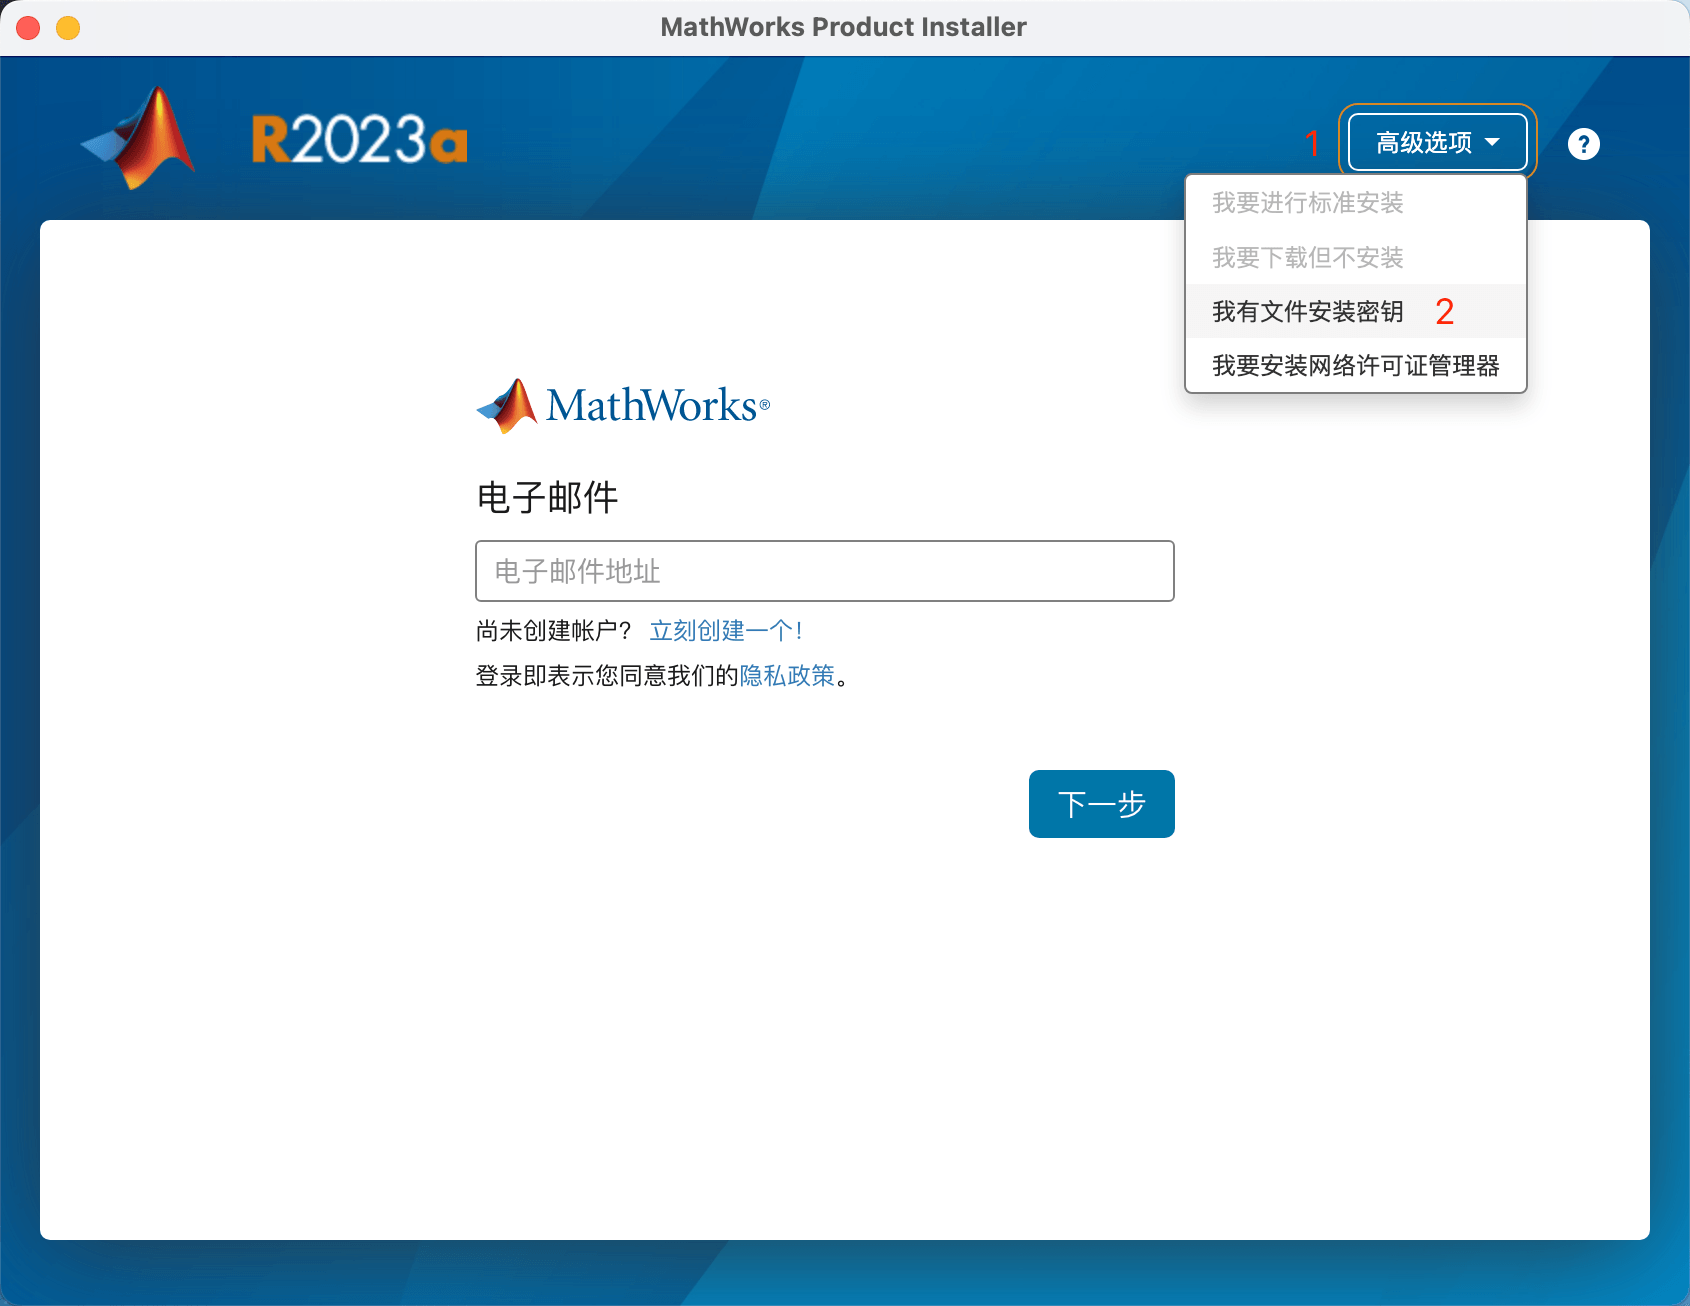 MathWorks Product Installer
R2023a
1 高级选项 ?
我要进行标准安装
我要下载但不安装
我有文件安装密钥 2
我要安装网络许可证管理器
MathWorks®
电子邮件
电子邮件地址
尚未创建帐户? 立刻创建一个!
登录即表示您同意我们的隐私政策。
下一步